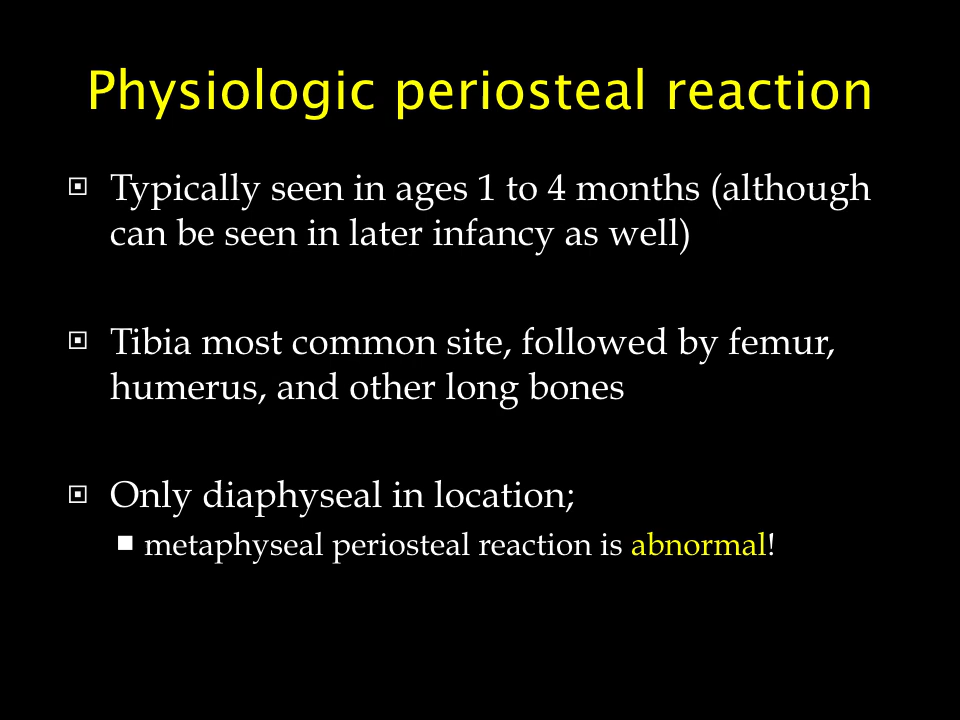 Physiologic periosteal reaction
Typically seen in ages 1 to 4 months (although
can be seen in later infancy as well)
Tibia most common site, followed by femur,
humerus, and other long bones
Only diaphyseal in location;
metaphyseal periosteal reaction is abnormal!